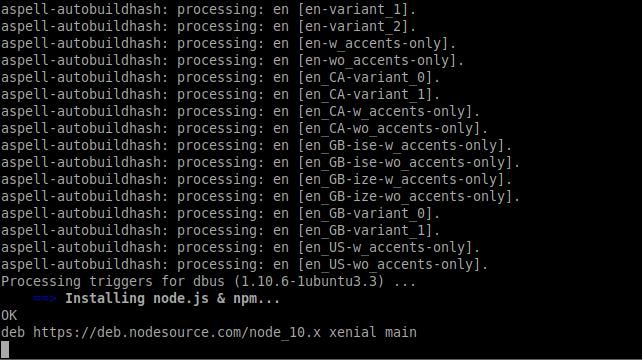 aspell-autobuildhash: processing: en [en-variant_1].
aspell-autobuildhash: processing: en [en-variant_2].
aspell-autobuildhash: processing: en [en-w_accents-only].
aspell-autobuildhash: processing: en [en-wo_accents-only].
aspell-autobuildhash: processing: en [en_CA-variant_0].
aspell-autobuildhash: processing: en [en_CA-variant_1].
aspell-autobuildhash: processing: en [en_CA-w_accents-only].
aspell-autobuildhash: processing: en [en_CA-wo_accents-only].
aspell-autobuildhash: processing: en [en_GB-ise-w_accents-only].
aspell-autobuildhash: processing: en [en_GB-ise-wo_accents-only].
aspell-autobuildhash: processing: en [en_GB-ize-w_accents-only].
aspell-autobuildhash: processing: en [en_GB-ize-wo_accents-only].
aspell-autobuildhash: processing: en [en_GB-variant_0].
aspell-autobuildhash: processing: en [en_GB-variant_1].
aspell-autobuildhash: processing: en [en_US-w_accents-only].
aspell-autobuildhash: processing: en [en_US-wo_accents-only].
Processing triggers for dbus (1.10.6-1ubuntu3.3) ...
==> Installing node.js & npm...
OK
deb https://deb.nodesource.com/node_10.x xenial main